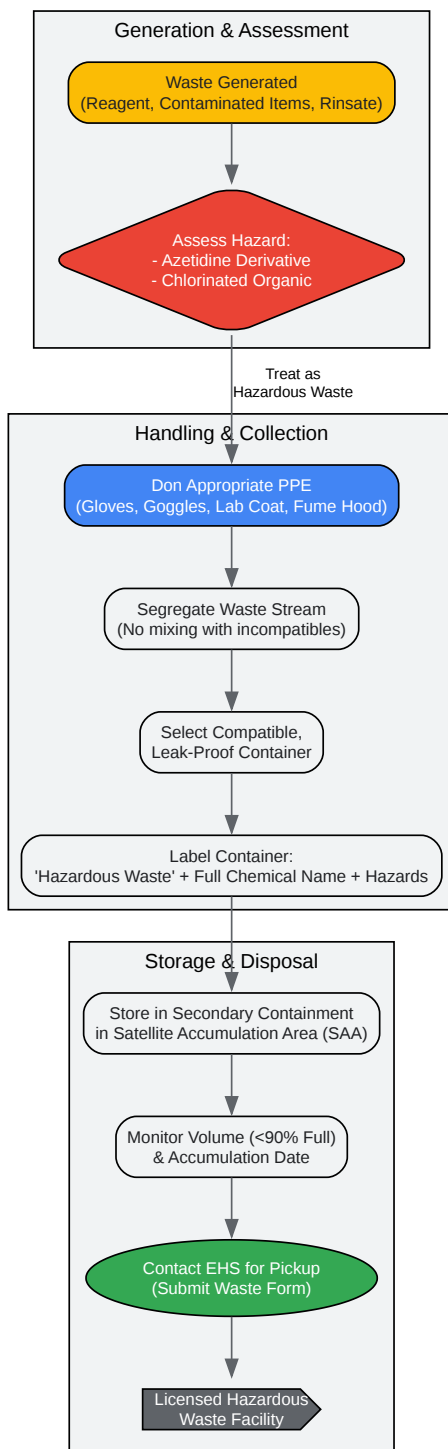 Generation & Assessment
Waste Generated
(Reagent, Contaminated Items, Rinsate)
Assess Hazard:
- Azetidine Derivative
- Chlorinated Organic
Treat as
Hazardous Waste
Handling & Collection
Don Appropriate PPE
(Gloves, Goggles, Lab Coat, Fume Hood)
Segregate Waste Stream
(No mixing with incompatibles)
Select Compatible,
Leak-Proof Container
Label Container:
'Hazardous Waste' + Full Chemical Name + Hazards
Storage & Disposal
Store in Secondary Containment
in Satellite Accumulation Area (SAA)
Monitor Volume (<90% Full)
& Accumulation Date
Contact EHS for Pickup
(Submit Waste Form)
Licensed Hazardous
Waste Facility